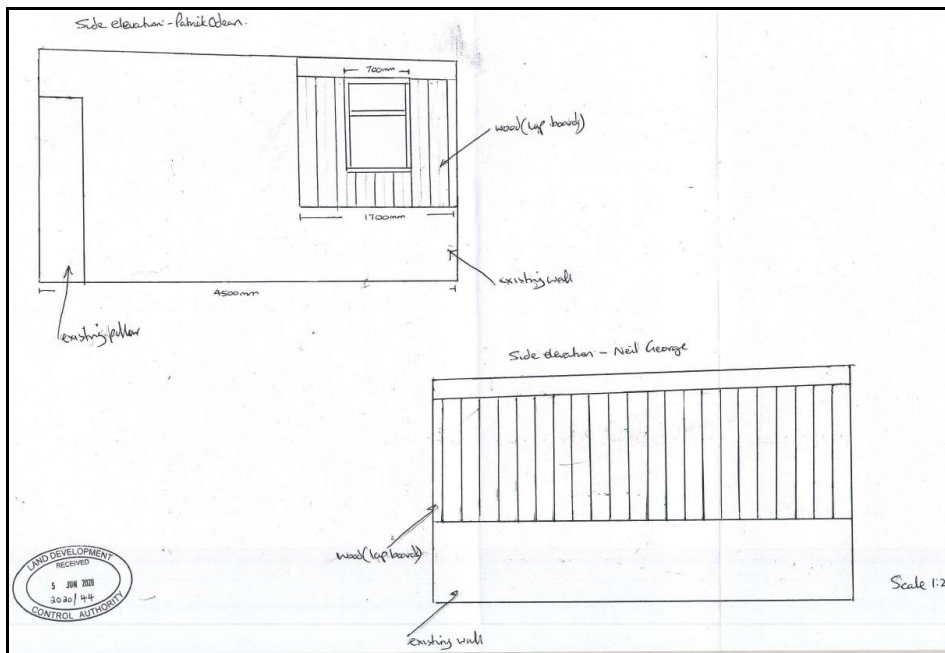 Side elevation - Patrik Odean.
700mm
wood (lap boards)
1700mm
existing wall
4500mm
existing pillar
Side elevation - Neil George
wood (lap boards)
LAND DEVELOPMENT
RECEIVED
5 JUN 2020
2020/44
CONTROL AUTHORITY
Scale 1:2
existing wall